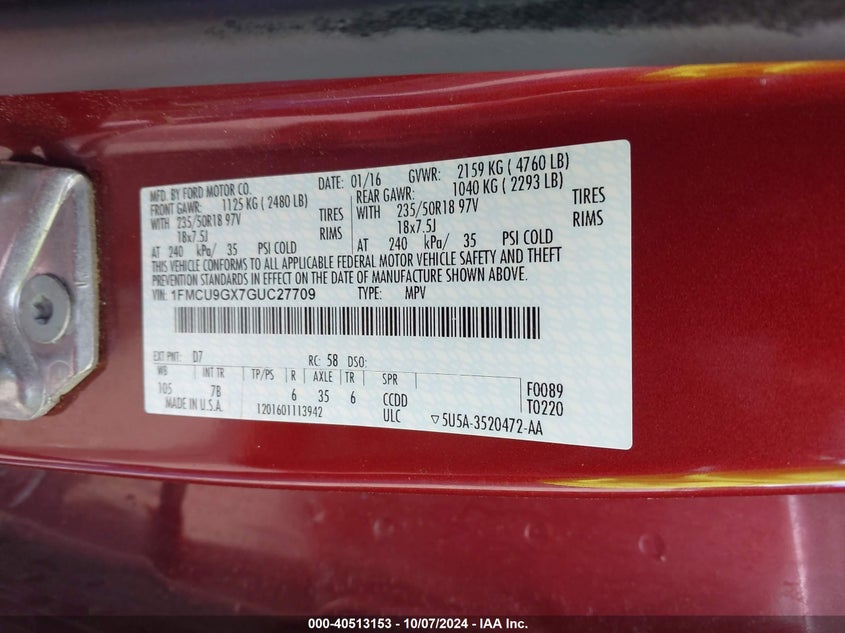 MFD. BY FORD MOTOR CO. DATE: 01/16 GVWR: 2159 KG ( 4760 LB)
FRONT GAWR: 1125 KG ( 2480 LB) REAR GAWR: 1040 KG ( 2293 LB)
WITH 235/50R18 97V TIRES WITH 235/50R18 97V TIRES
18x7.5J RIMS 18x7.5J RIMS
AT 240 kPa/ 35 PSI COLD AT 240 kPa/ 35 PSI COLD
THIS VEHICLE CONFORMS TO ALL APPLICABLE FEDERAL MOTOR VEHICLE SAFETY AND THEFT
PREVENTION STANDARDS IN EFFECT ON THE DATE OF MANUFACTURE SHOWN ABOVE.
VIN: 1FMCU9GX7GUC27709 TYPE: MPV
EXT PNT: D7 RC: 58 DSO:
WB INT TR TP/PS R AXLE TR SPR
105 7B 6 35 6 CCDD F0089
MADE IN U.S.A. 1201601113942 ULC T0220
▽5U5A-3520472-AA
000-40513153 - 10/07/2024 - IAA Inc.